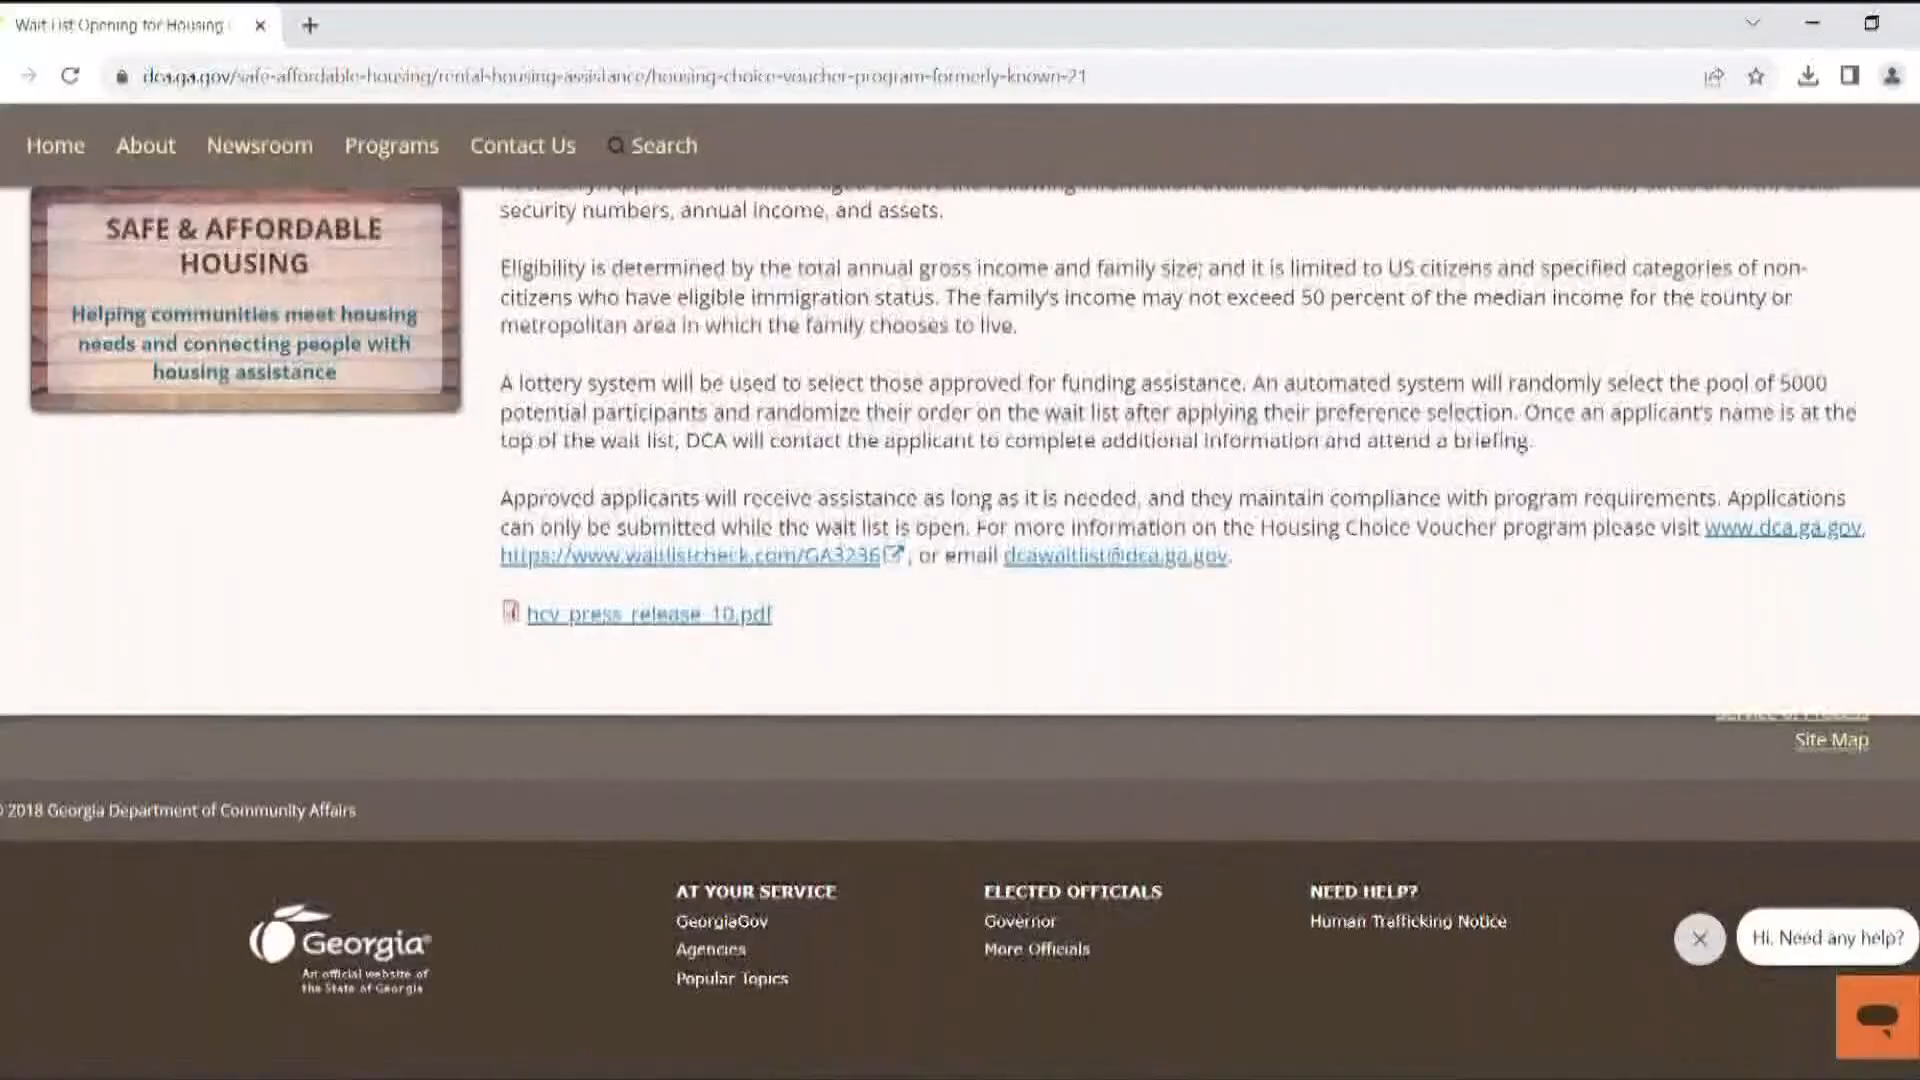 Wait List Opening for Housing
dca.ga.gov/safe-affordable-housing/rental-housing-assistance/housing-choice-voucher-program-formerly-known-21
Home About Newsroom Programs Contact Us Search
SAFE & AFFORDABLE
HOUSING
Helping communities meet housing
needs and connecting people with
housing assistance
security numbers, annual income, and assets.
Eligibility is determined by the total annual gross income and family size; and it is limited to US citizens and specified categories of non-
citizens who have eligible immigration status. The family's income may not exceed 50 percent of the median income for the county or
metropolitan area in which the family chooses to live.
A lottery system will be used to select those approved for funding assistance. An automated system will randomly select the pool of 5000
potential participants and randomize their order on the wait list after applying their preference selection. Once an applicant's name is at the
top of the wait list, DCA will contact the applicant to complete additional information and attend a briefing.
Approved applicants will receive assistance as long as it is needed, and they maintain compliance with program requirements. Applications
can only be submitted while the wait list is open. For more information on the Housing Choice Voucher program please visit www.dca.ga.gov,
https://www.waitlistcheck.com/GA3236, or email dcawaitlist@dca.ga.gov.
hcv_press_release_10.pdf
Site Map
2018 Georgia Department of Community Affairs
Georgia
An official website of
the State of Georgia
AT YOUR SERVICE
GeorgiaGov
Agencies
Popular Topics
ELECTED OFFICIALS
Governor
More Officials
NEED HELP?
Human Trafficking Notice
Hi. Need any help?